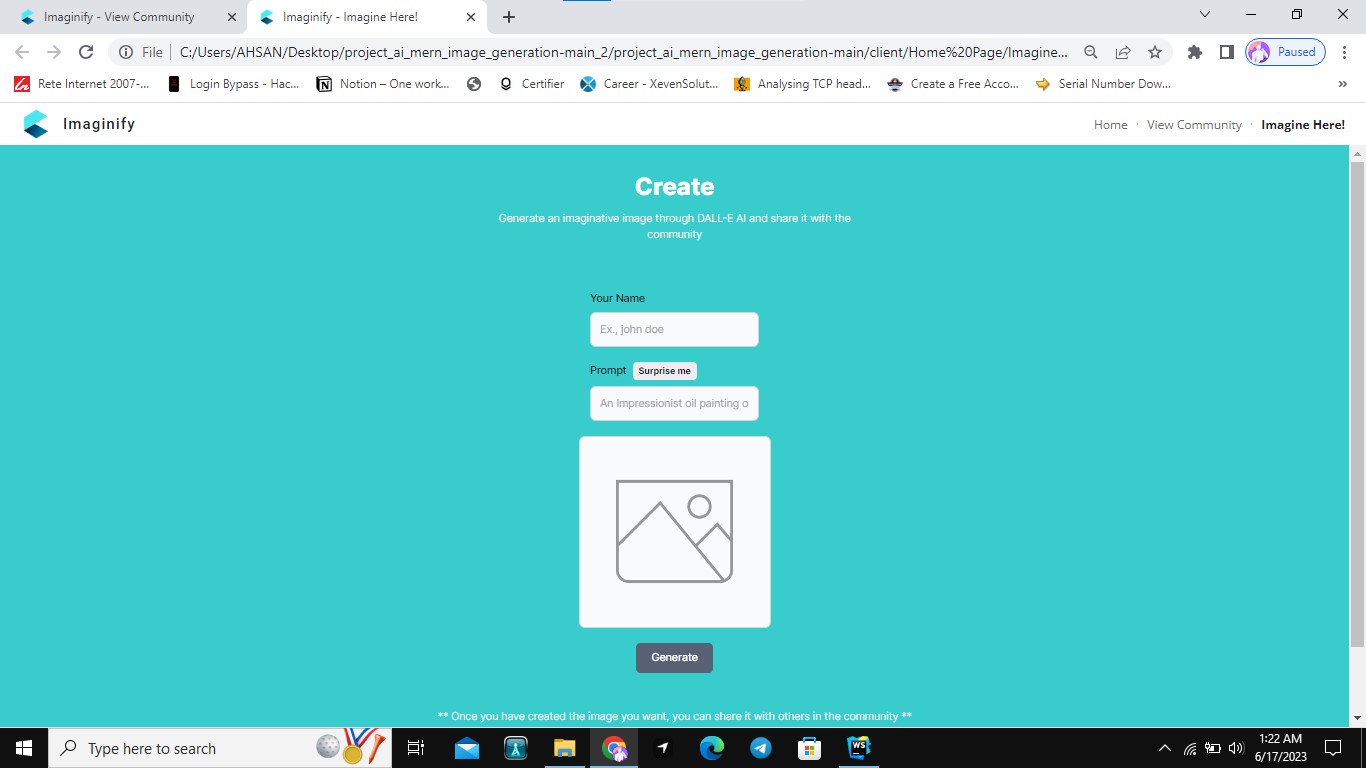 Imaginify - View Community
Imaginify - Imagine Here!
File
C:/Users/AHSAN/Desktop/project_ai_mern_image_generation-main_2/project_ai_mern_image_generation-main/client/Home%20Page/Imagine...
Paused
Rete Internet 2007-...
Login Bypass - Hac...
Notion – One work...
Certifier
Career - XevenSolut...
Analysing TCP head...
Create a Free Acco...
Serial Number Dow...
»
Imaginify
Home · View Community · Imagine Here!
Create
Generate an imaginative image through DALL-E AI and share it with the
community
Your Name
Ex., john doe
Prompt Surprise me
An Impressionist oil painting o
Generate
** Once you have created the image you want, you can share it with others in the community **
Type here to search
WS
1:22 AM
6/17/2023